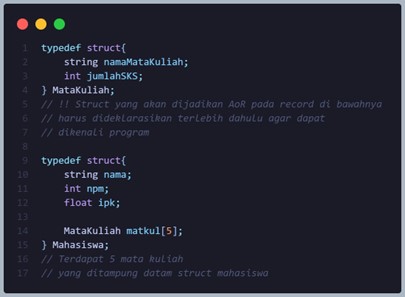 1 typedef struct{
2     string namaMataKuliah;
3     int jumlahSKS;
4 } MataKuliah;
5 // !! Struct yang akan dijadikan AoR pada record di bawahnya
6 // harus dideklarasikan terlebih dahulu agar dapat
7 // dikenali program
8
9 typedef struct{
10     string nama;
11     int npm;
12     float ipk;
13
14     MataKuliah matkul[5];
15 } Mahasiswa;
16 // Terdapat 5 mata kuliah
17 // yang ditampung datam struct mahasiswa